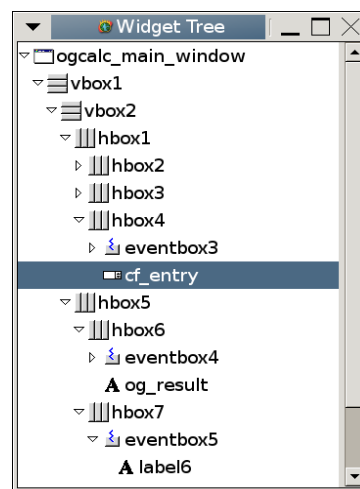 Widget Tree
ogcalc_main_window
vbox1
vbox2
hbox1
hbox2
hbox3
hbox4
eventbox3
cf_entry
hbox5
hbox6
eventbox4
A og_result
hbox7
eventbox5
A label6